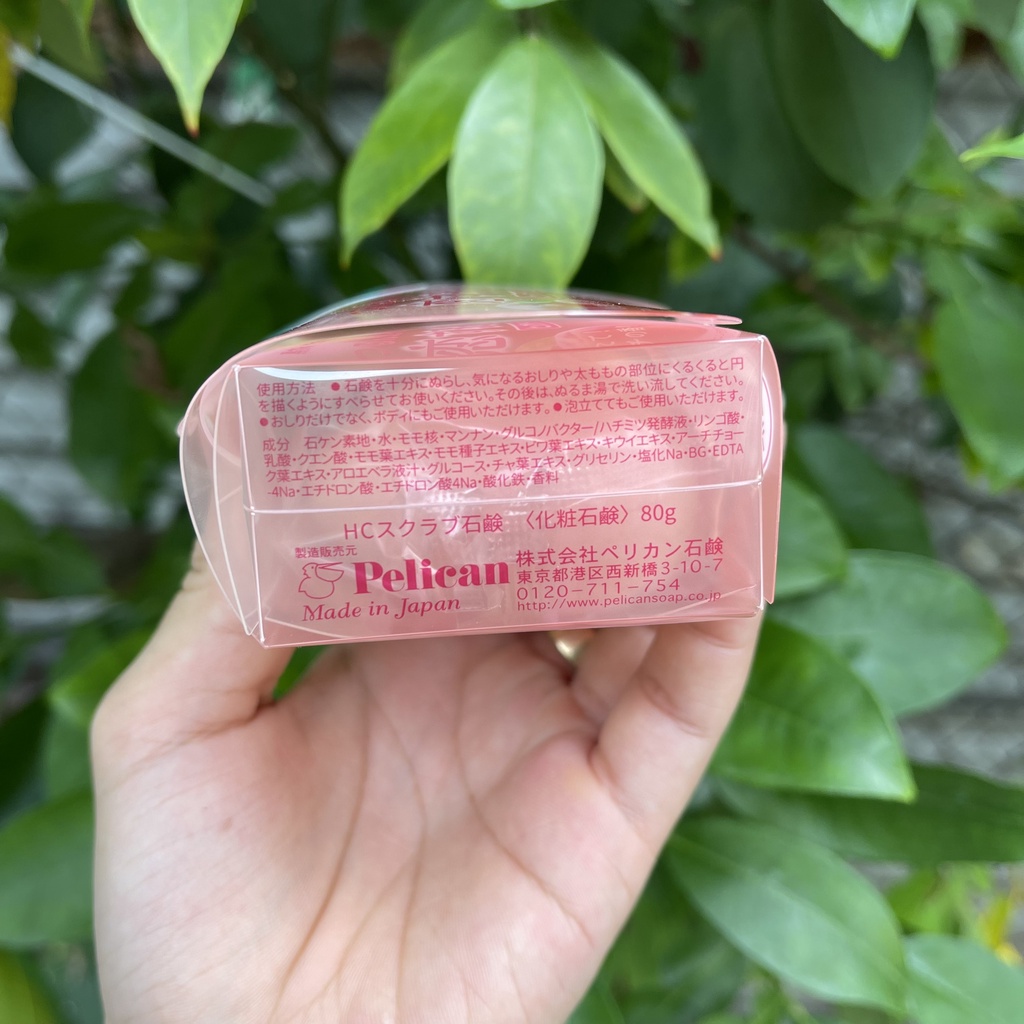 使用方法 ●石鹸を十分にぬらし、気になるおしりや太ももの部位にくるくると円
を描くようにすべらせてお使いください。その後は、ぬるま湯で洗い流してください。
●おしりだけでなく、ボディにもご使用いただけます。●泡立ててもご使用いただけます。
成分 石ケン素地・水・モモ核・マンナン・グルコノバクター/ハチミツ発酵液・リンゴ酸・
乳酸・クエン酸・モモ葉エキス・モモ種子エキス・ビワ葉エキス・キウイエキス・アーチチョー
ク葉エキス・アロエベラ液汁・グルコース・チャ葉エキス・グリセリン・塩化Na・BG・EDTA
-4Na・エチドロン酸・エチドロン酸4Na・酸化鉄・香料
HCスクラブ石鹸 〈化粧石鹸〉80g
製造販売元
Pelican
Made in Japan
株式会社ペリカン石鹸
東京都港区西新橋3-10-7
0120-711-754
http://www.pelicansoap.co.jp